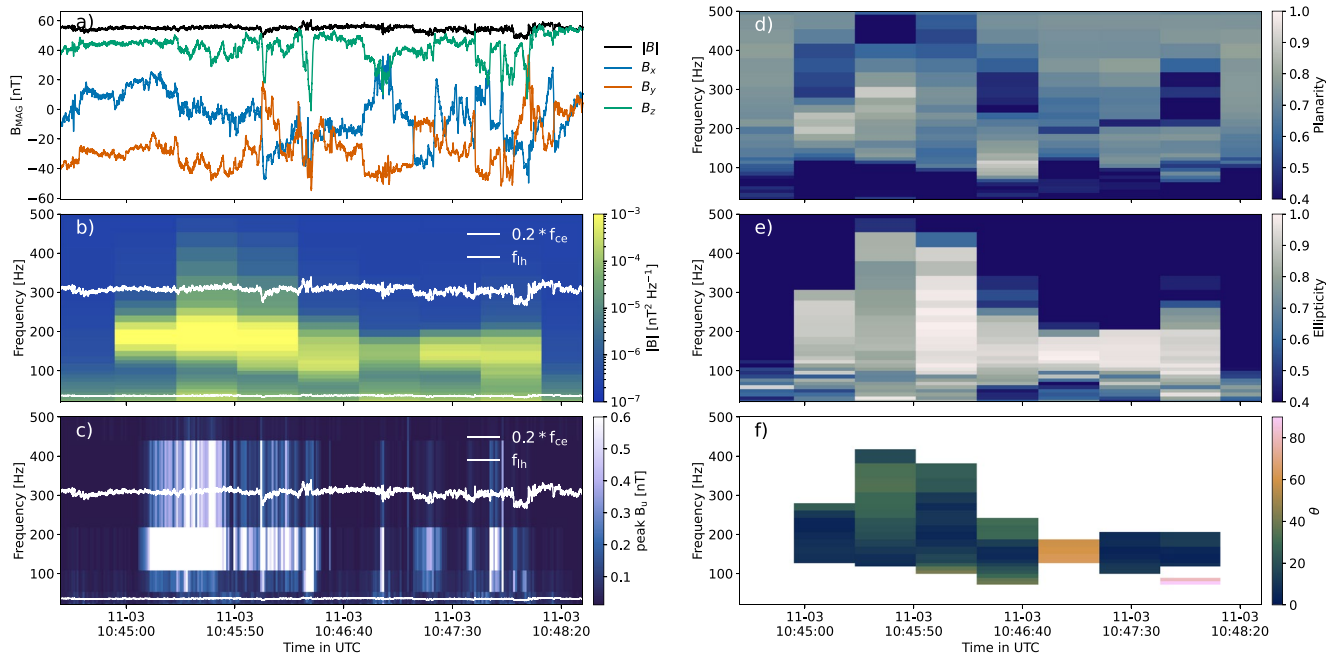 a)
60
40
20
0
−20
−40
−60
B_MAG [nT]
|B|
B_x
B_y
B_z
b)
500
400
300
200
100
Frequency [Hz]
0.2 * f_ce
f_lh
10^−3
10^−4
10^−5
10^−6
10^−7
|B| [nT^2 Hz^−1]
c)
500
400
300
200
100
Frequency [Hz]
0.2 * f_ce
f_lh
0.6
0.5
0.4
0.3
0.2
0.1
peak B_u [nT]
11-03 11-03 11-03 11-03 11-03
10:45:00 10:45:50 10:46:40 10:47:30 10:48:20
Time in UTC
d)
500
400
300
200
100
Frequency [Hz]
1.0
0.9
0.8
0.7
0.6
0.5
0.4
Planarity
e)
500
400
300
200
100
Frequency [Hz]
1.0
0.9
0.8
0.7
0.6
0.5
0.4
Ellipticity
f)
500
400
300
200
100
Frequency [Hz]
80
60
40
20
0
θ
11-03 11-03 11-03 11-03 11-03
10:45:00 10:45:50 10:46:40 10:47:30 10:48:20
Time in UTC